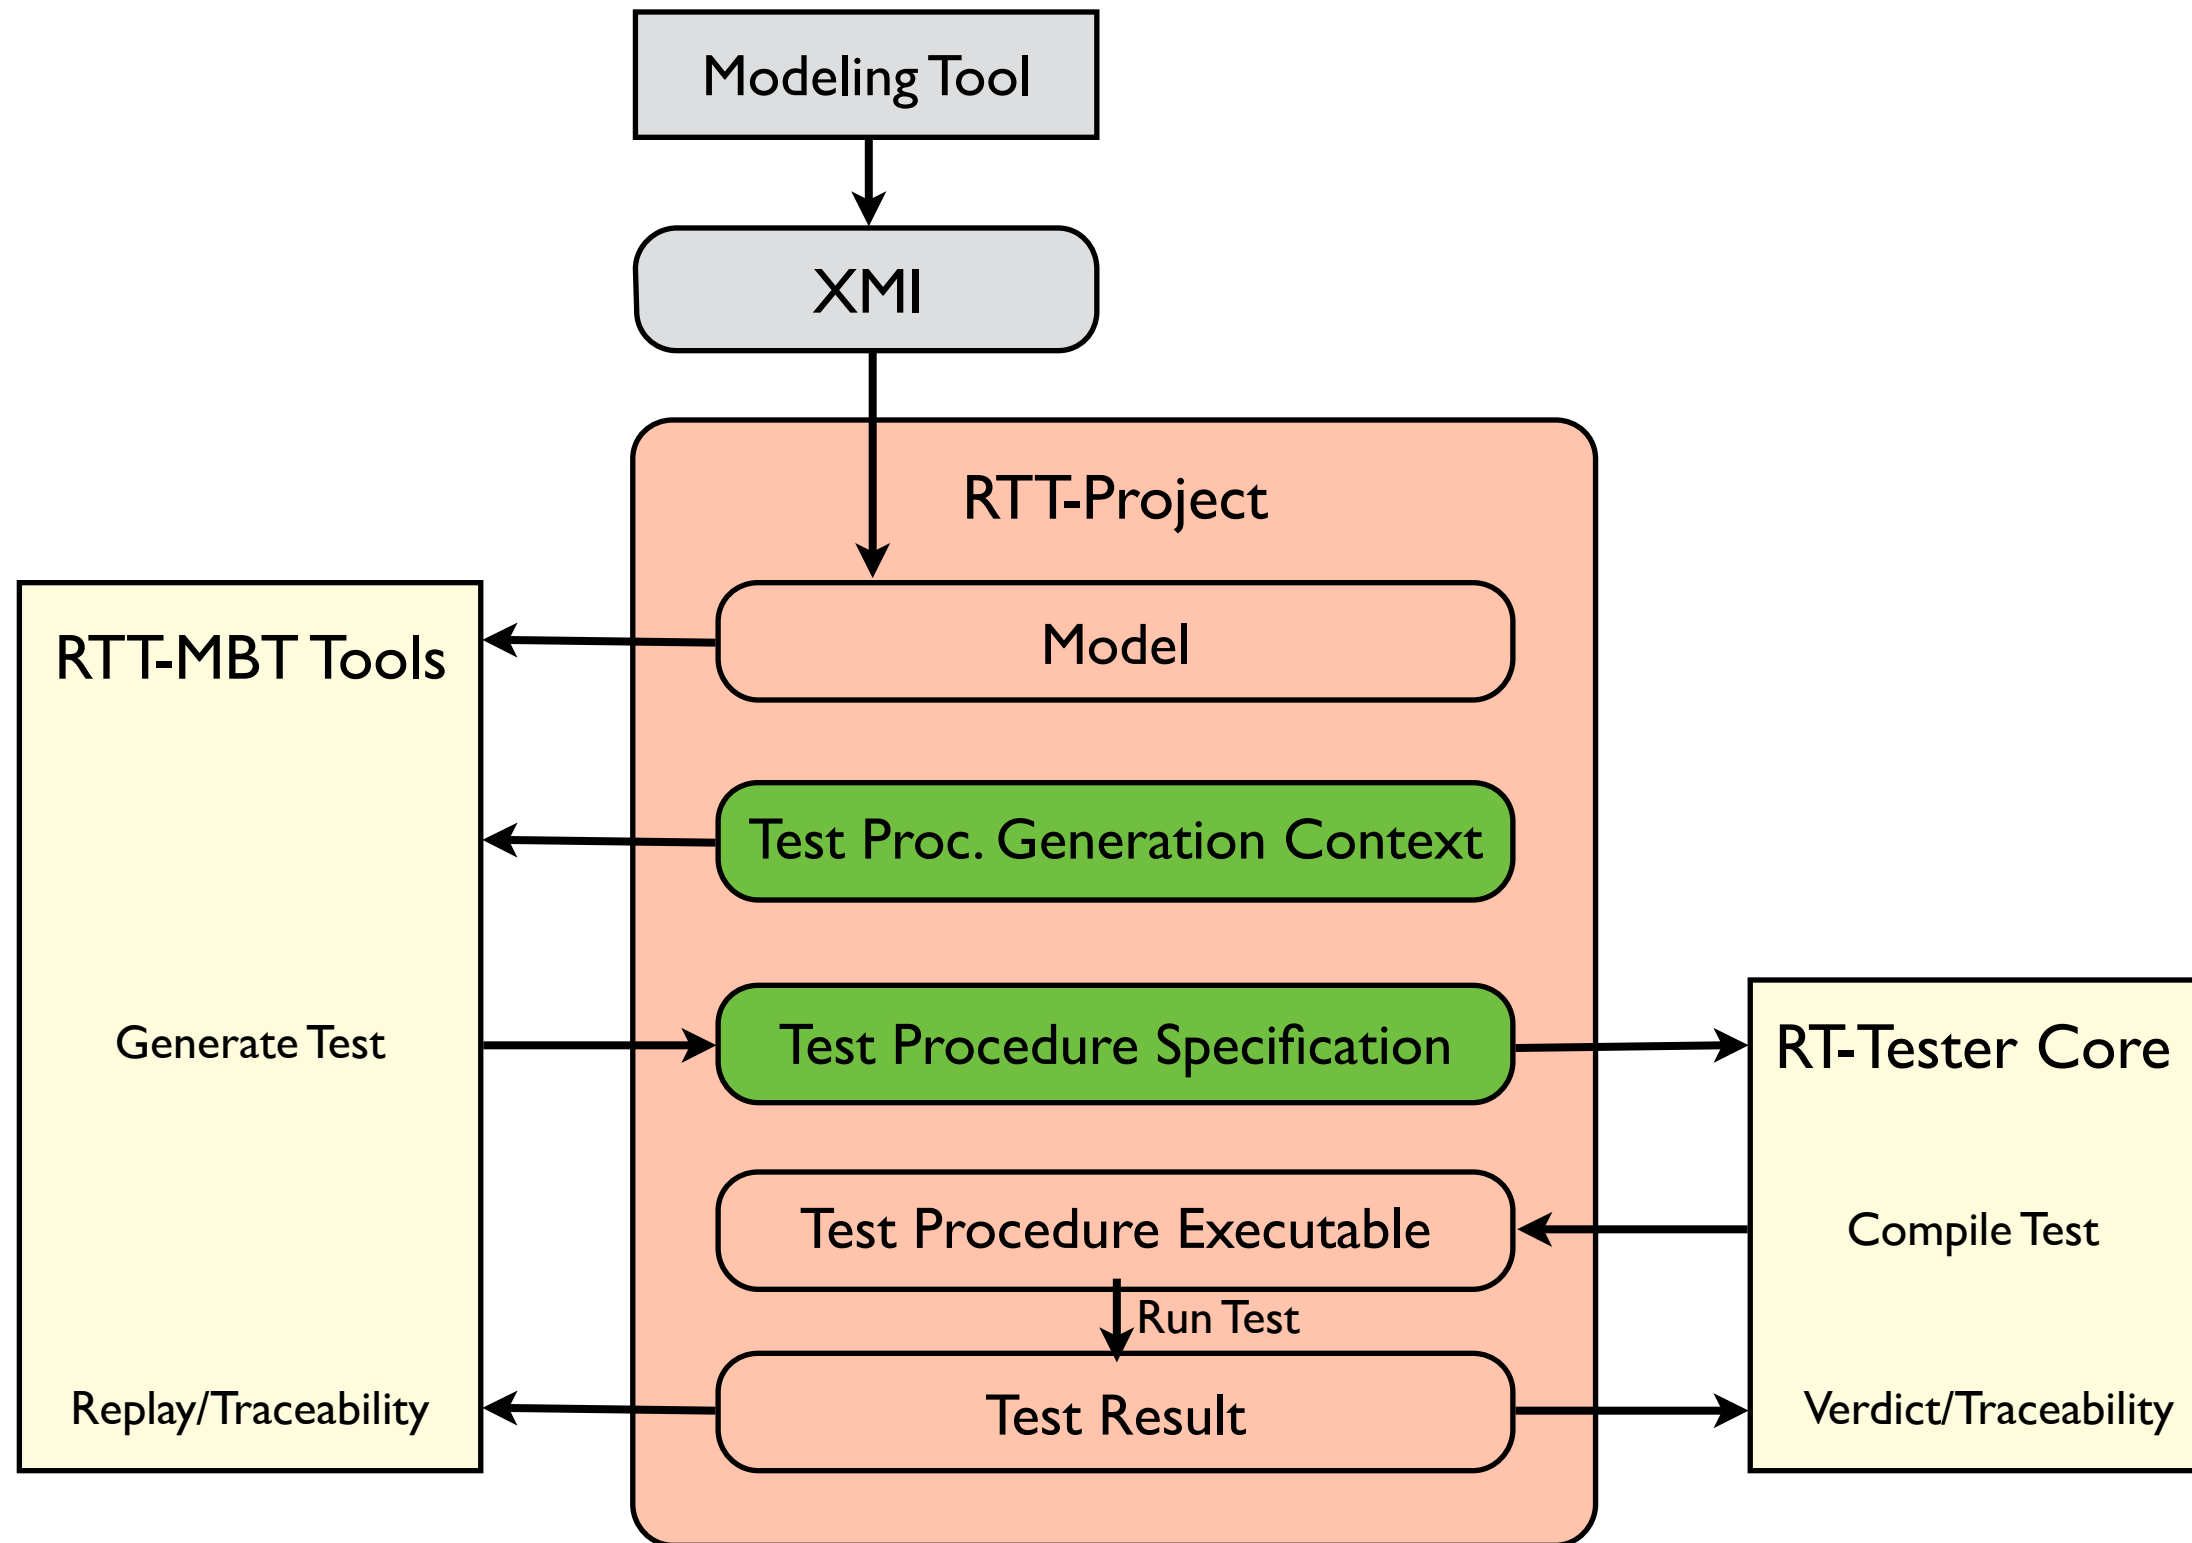 Modeling Tool
XMI
RTT-Project
RTT-MBT Tools
Model
Test Proc. Generation Context
Generate Test
Test Procedure Specification
RT-Tester Core
Test Procedure Executable
Compile Test
Run Test
Replay/Traceability
Test Result
Verdict/Traceability